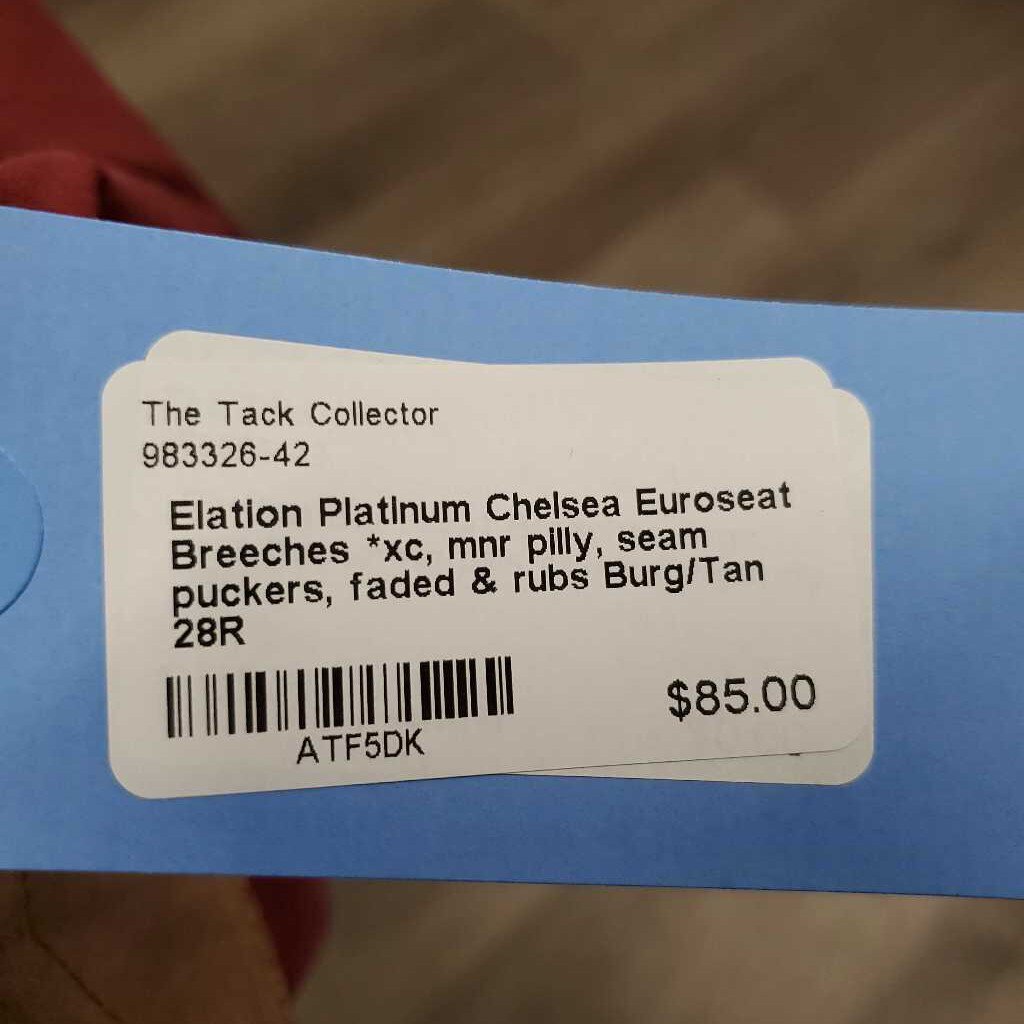 The Tack Collector
983326-42
Elation Platinum Chelsea Euroseat
Breeches *xc, mnr pilly, seam
puckers, faded & rubs Burg/Tan
28R
$85.00
ATF5DK